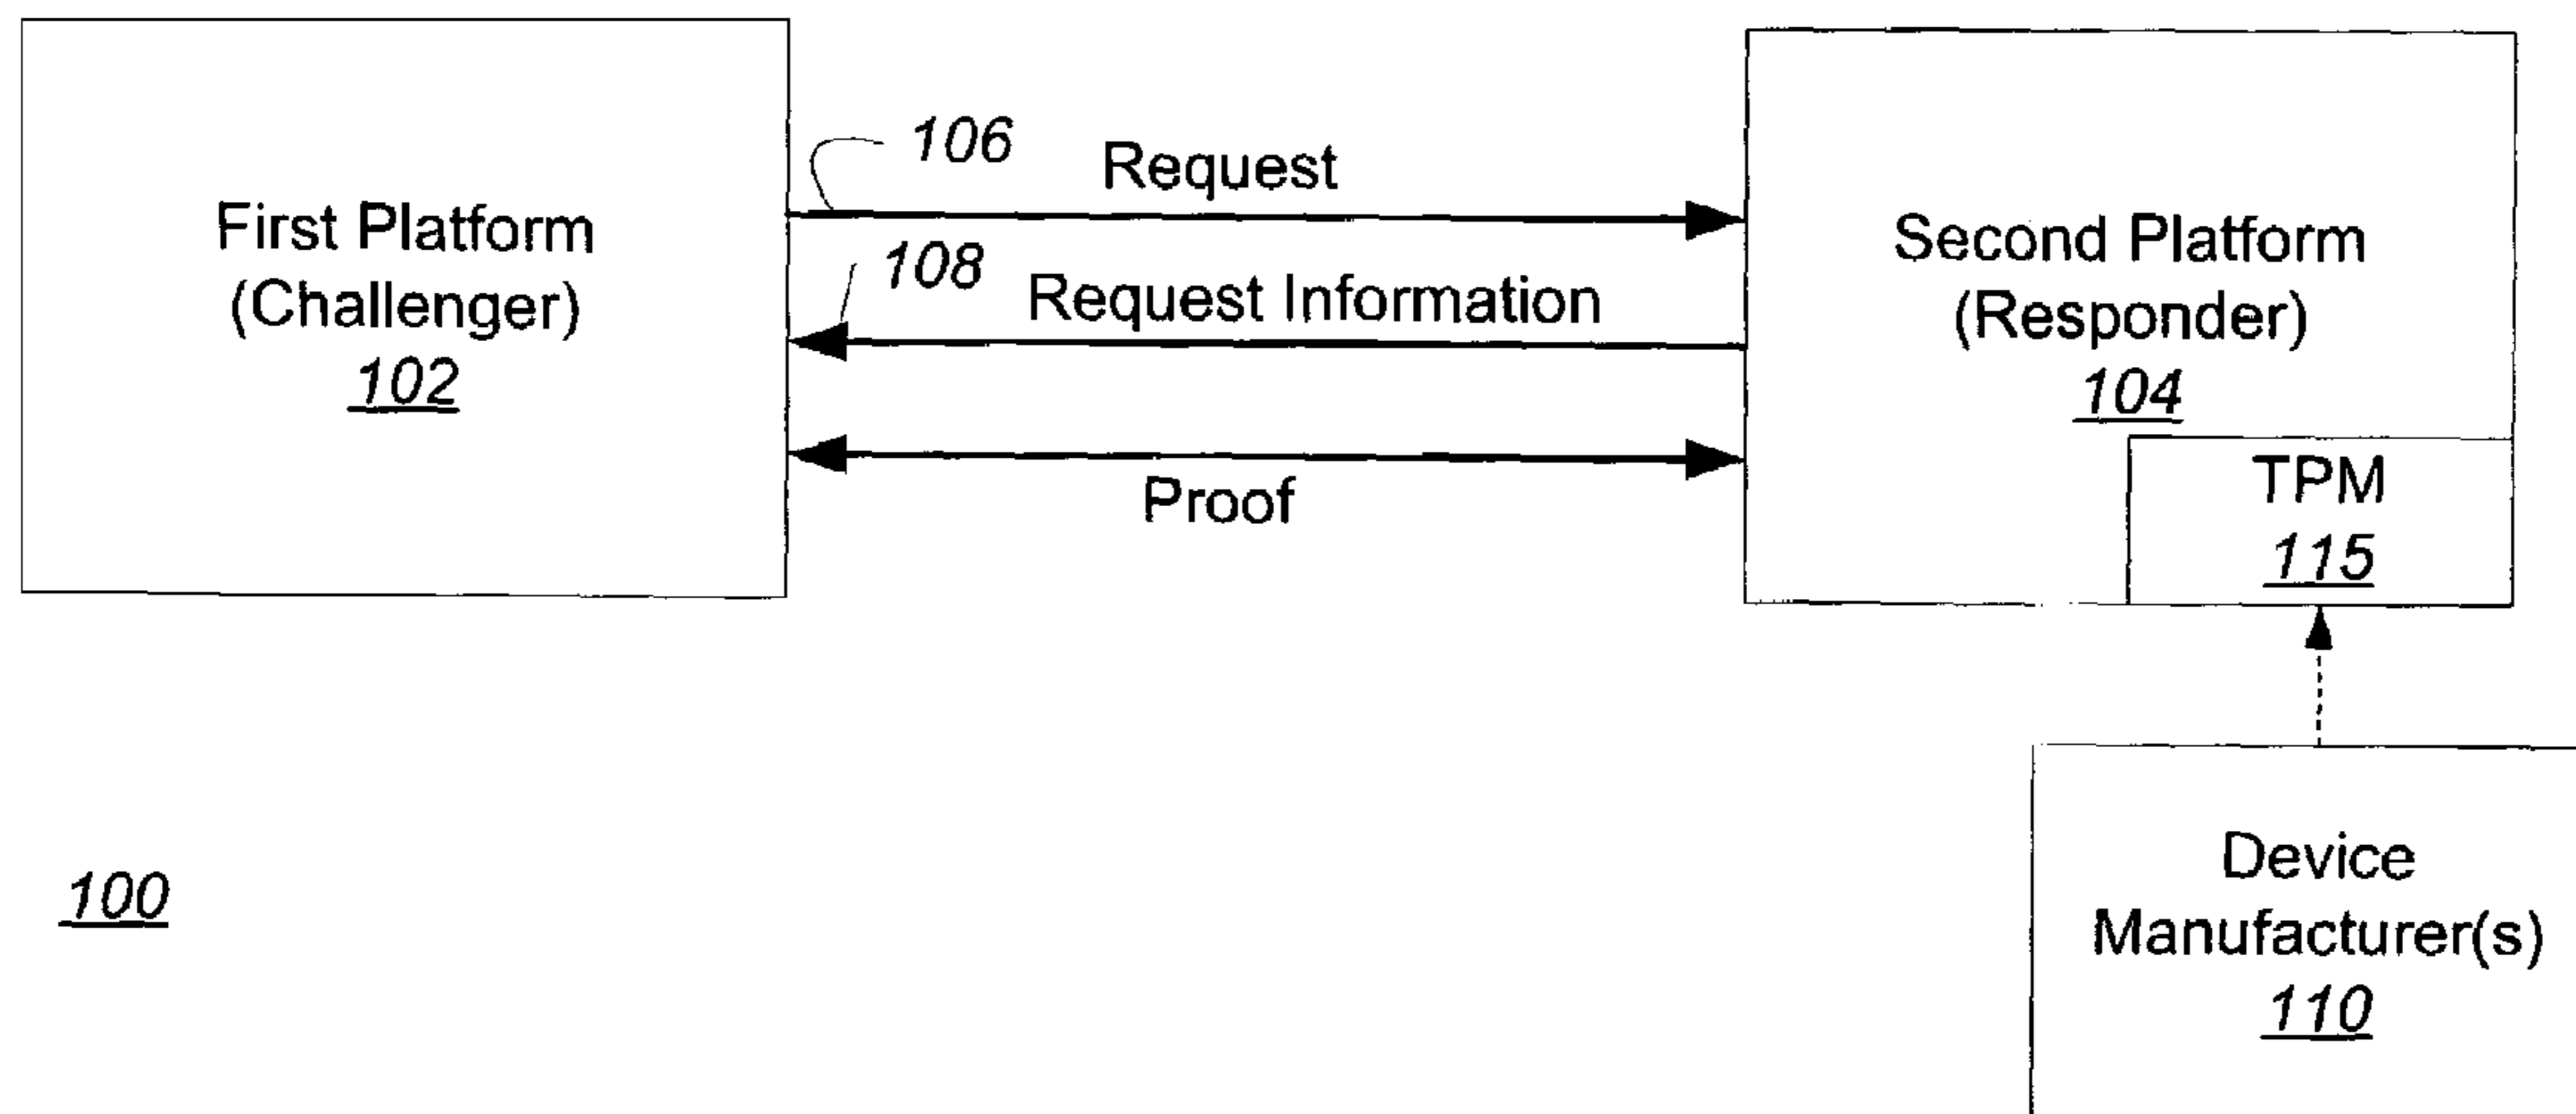 First Platform
(Challenger)
102
106
Request
108
Request Information
Proof
Second Platform
(Responder)
104
TPM
115
Device
Manufacturer(s)
110
100